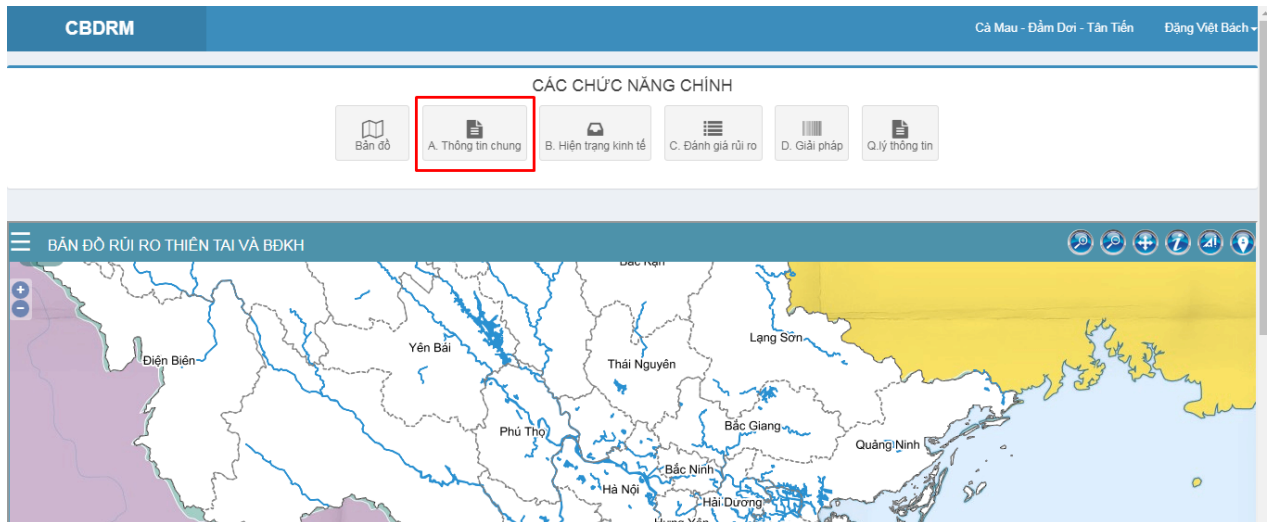 CBDRM
Cà Mau - Đầm Dơi - Tân Tiến
Đặng Việt Bách
CÁC CHỨC NĂNG CHÍNH
Bản đồ
A. Thông tin chung
B. Hiện trạng kinh tế
C. Đánh giá rủi ro
D. Giải pháp
Q.lý thông tin
BẢN ĐỒ RỦI RO THIÊN TAI VÀ BĐKH
Bắc Kạn
Lạng Sơn
Yên Bái
Điện Biên
Thái Nguyên
Phú Thọ
Bắc Giang
Quảng Ninh
Bắc Ninh
Hà Nội
Hải Dương
Hưng Yên